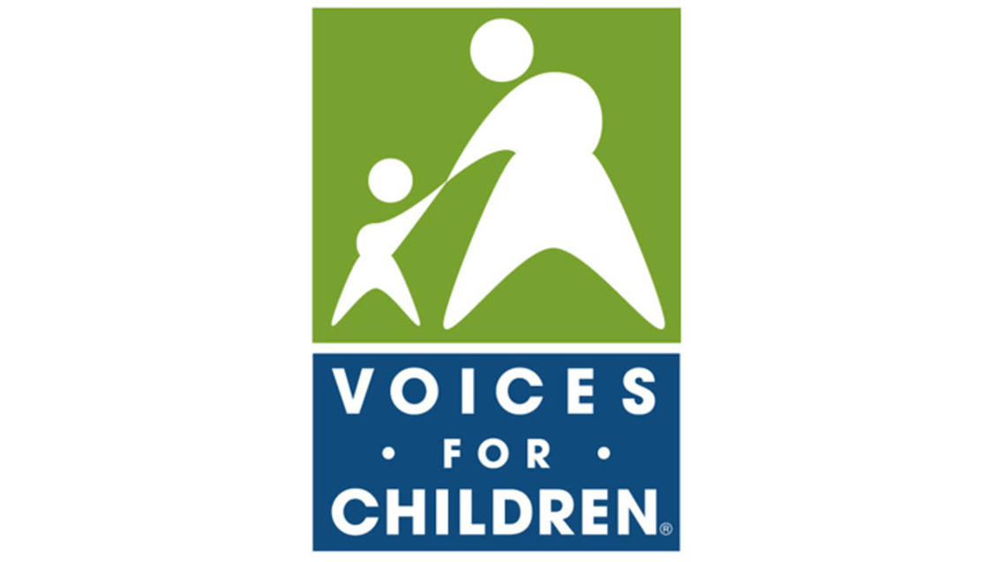 VOICES
· FOR ·
CHILDREN®